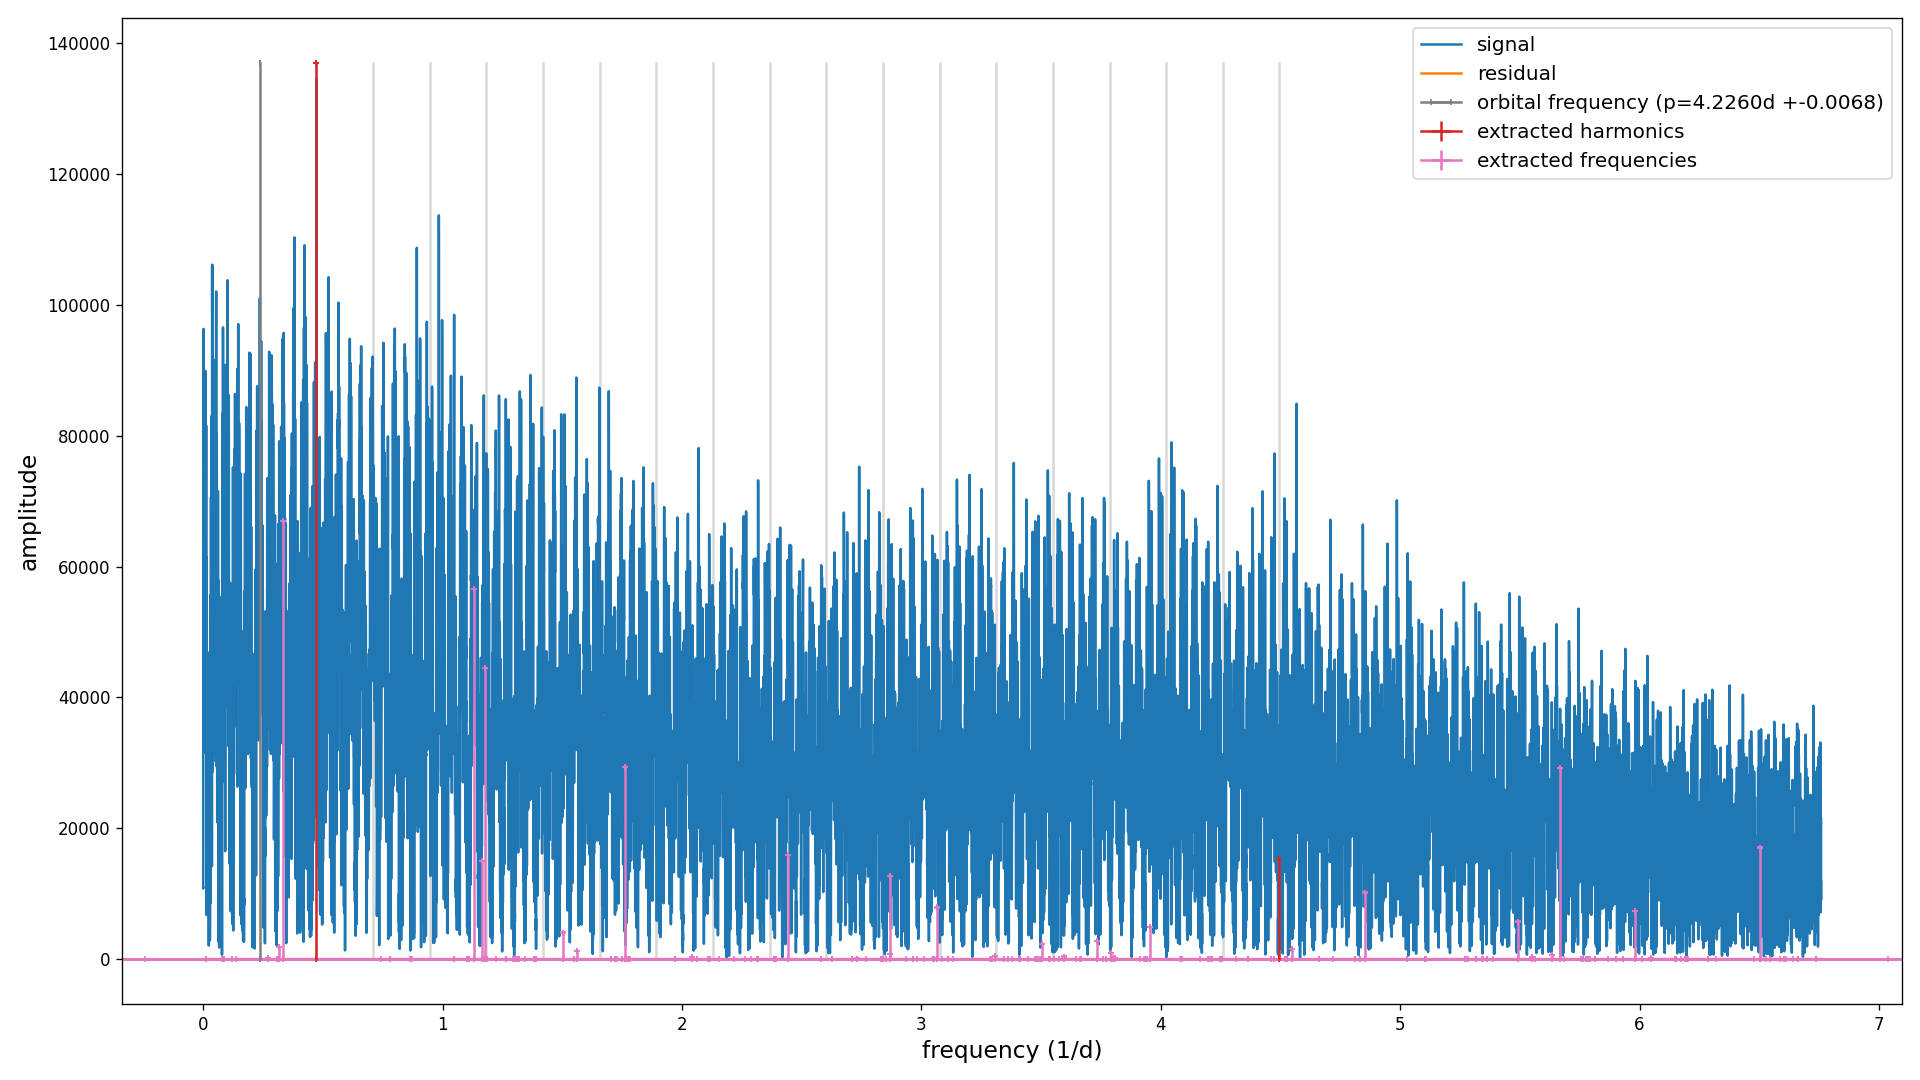 140000
120000
100000
80000
60000
40000
20000
0
amplitude
0 1 2 3 4 5 6 7
frequency (1/d)
signal
residual
orbital frequency (p=4.2260d +-0.0068)
extracted harmonics
extracted frequencies